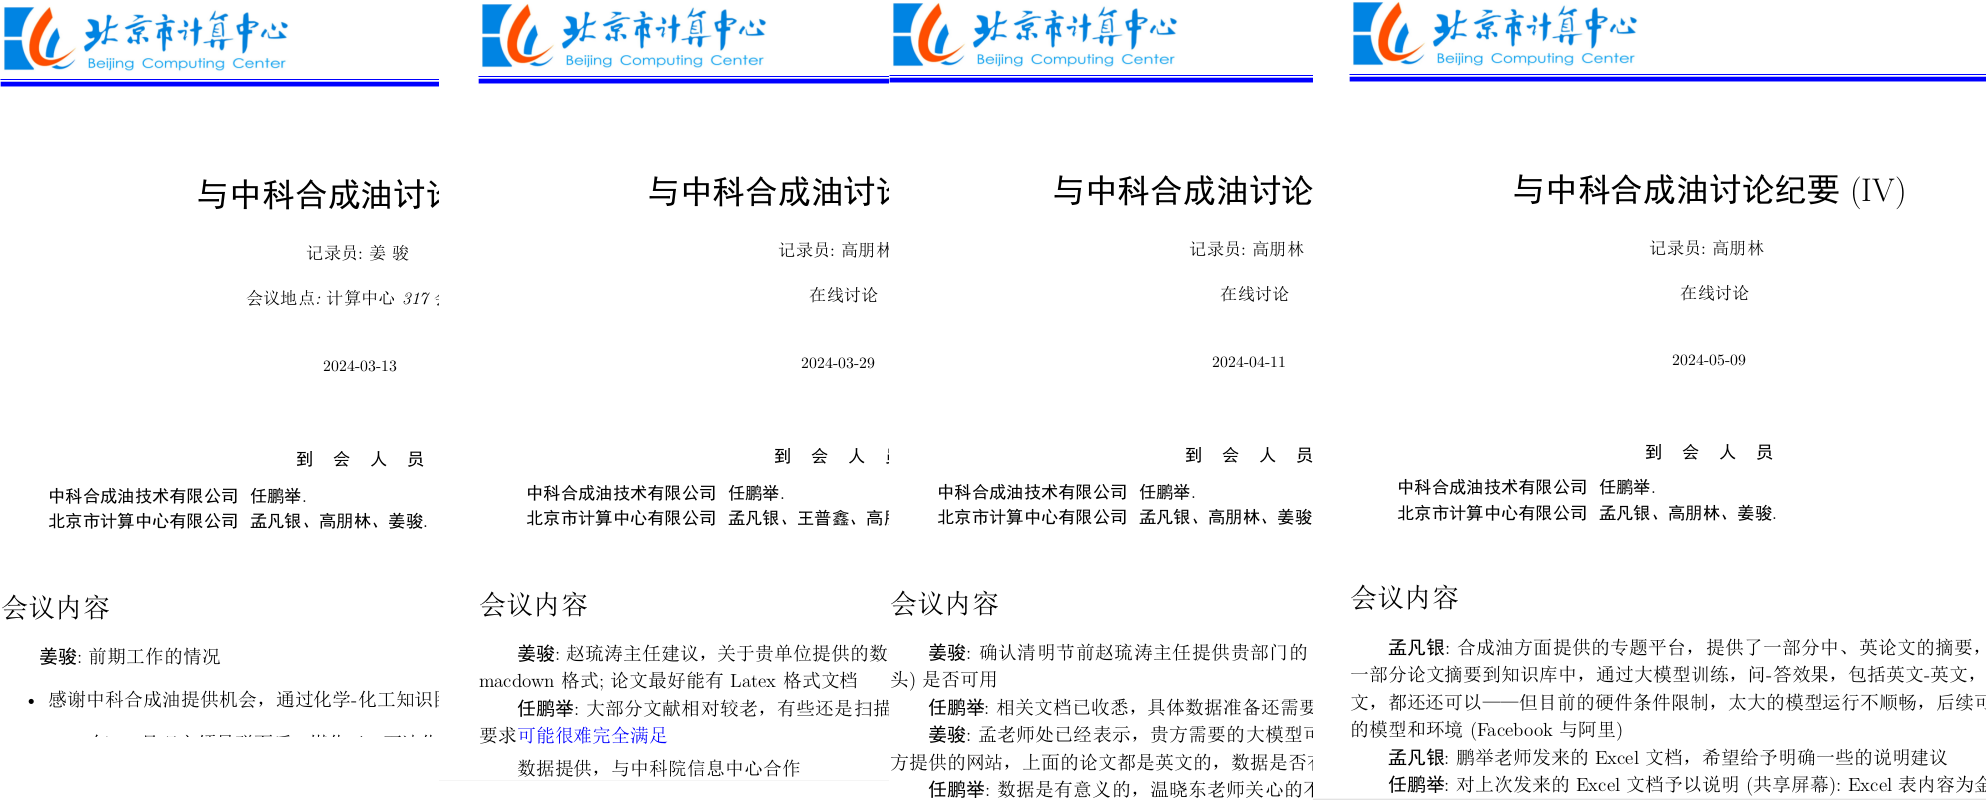 北京市计算中心
Beijing Computing Center
与中科合成油讨
记录员: 姜 骏
会议地点: 计算中心 317
2024-03-13
到 会 人 员
中科合成油技术有限公司 任鹏举.
北京市计算中心有限公司 孟凡银、高朋林、姜骏.
会议内容
姜骏: 前期工作的情况
• 感谢中科合成油提供机会，通过化学-化工知识
北京市计算中心
Beijing Computing Center
与中科合成油讨
记录员: 高朋林
在线讨论
2024-03-29
到 会 人
中科合成油技术有限公司 任鹏举.
北京市计算中心有限公司 孟凡银、王普鑫、高
会议内容
姜骏: 赵琉涛主任建议，关于贵单位提供的数
macdown 格式; 论文最好能有 Latex 格式文档
任鹏举: 大部分文献相对较老，有些还是扫描
要求可能很难完全满足
数据提供，与中科院信息中心合作
北京市计算中心
Beijing Computing Center
与中科合成油讨论
记录员: 高朋林
在线讨论
2024-04-11
到 会 人 员
中科合成油技术有限公司 任鹏举.
北京市计算中心有限公司 孟凡银、高朋林、姜骏
会议内容
姜骏: 确认清明节前赵琉涛主任提供贵部门的
头) 是否可用
任鹏举: 相关文档已收悉，具体数据准备还需要
姜骏: 孟老师处已经表示，贵方需要的大模型可
方提供的网站，上面的论文都是英文的，数据是否
任鹏举: 数据是有意义的，温晓东老师关心的不
北京市计算中心
Beijing Computing Center
与中科合成油讨论纪要 (IV)
记录员: 高朋林
在线讨论
2024-05-09
到 会 人 员
中科合成油技术有限公司 任鹏举.
北京市计算中心有限公司 孟凡银、高朋林、姜骏.
会议内容
孟凡银: 合成油方面提供的专题平台，提供了一部分中、英论文的摘要，
一部分论文摘要到知识库中，通过大模型训练，问-答效果，包括英文-英文，
文，都还还可以——但目前的硬件条件限制，太大的模型运行不顺畅，后续可
的模型和环境 (Facebook 与阿里)
孟凡银: 鹏举老师发来的 Excel 文档，希望给予明确一些的说明建议
任鹏举: 对上次发来的 Excel 文档予以说明 (共享屏幕): Excel 表内容为金